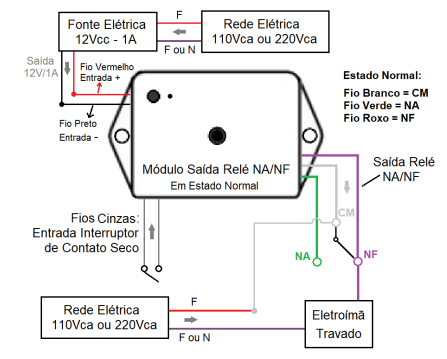 Fonte Elétrica
12Vcc - 1A
F
F ou N
Rede Elétrica
110Vca ou 220Vca
Saída
12V/1A
Fio Vermelho
Entrada +
Fio Preto
Entrada -
Estado Normal:
Fio Branco = CM
Fio Verde = NA
Fio Roxo = NF
Módulo Saída Relé NA/NF
Em Estado Normal
Saída Relé
NA/NF
CM
NA
NF
Fios Cinzas:
Entrada Interruptor
de Contato Seco
Rede Elétrica
110Vca ou 220Vca
F
F ou N
Eletroímã
Travado